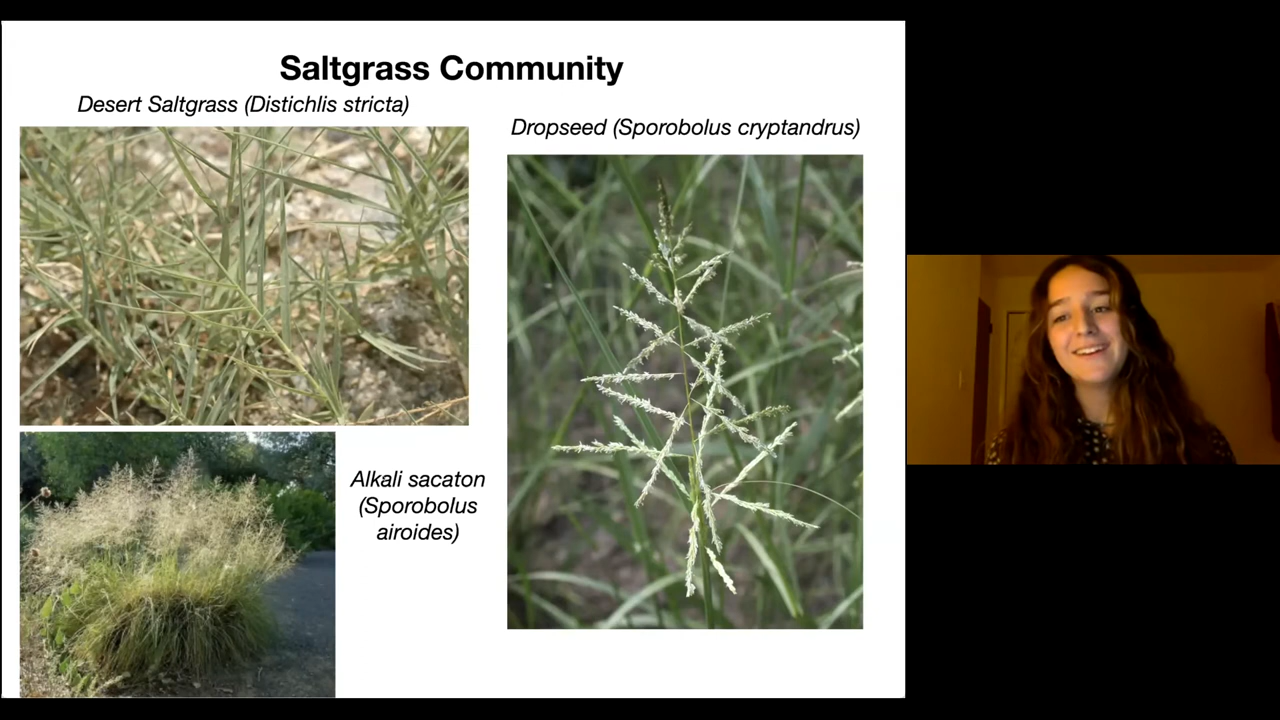 Saltgrass Community
Desert Saltgrass (Distichlis stricta)
Dropseed (Sporobolus cryptandrus)
Alkali sacaton
(Sporobolus
airoides)